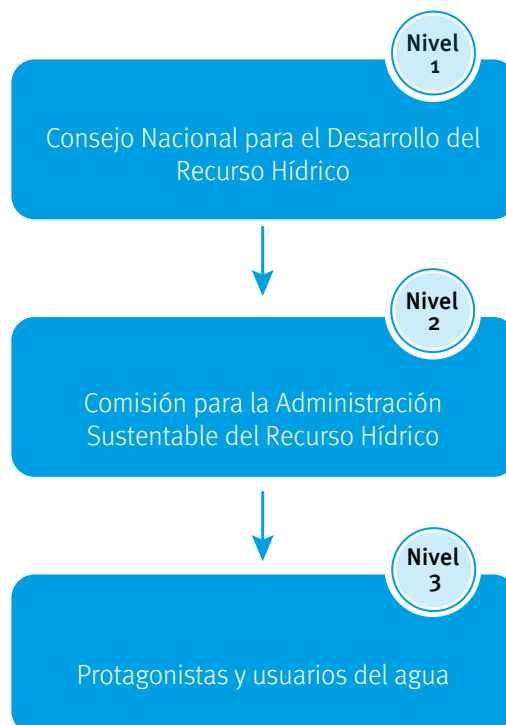 Nivel
1
Consejo Nacional para el Desarrollo del
Recurso Hídrico
Nivel
2
Comisión para la Administración
Sustentable del Recurso Hídrico
Nivel
3
Protagonistas y usuarios del agua